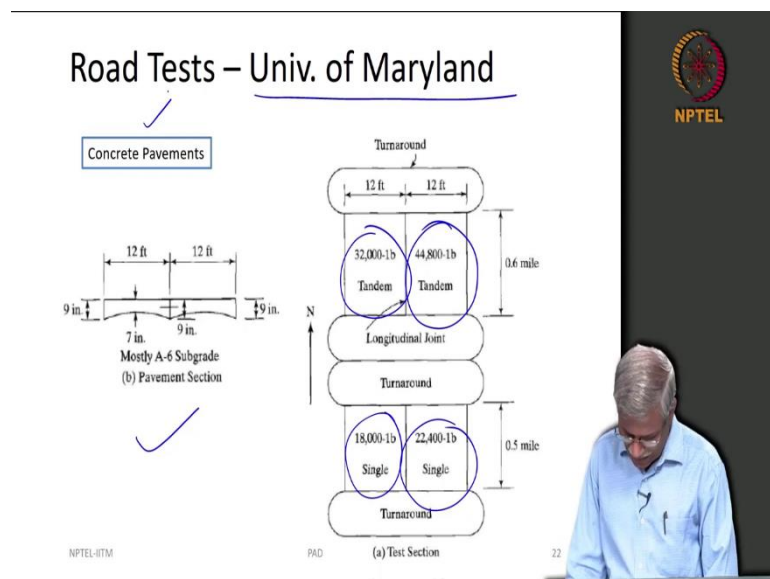 Road Tests – Univ. of Maryland
NPTEL
Concrete Pavements
12 ft 12 ft
9 in. 9 in.
7 in. 9 in.
Mostly A-6 Subgrade
(b) Pavement Section
Turnaround
12 ft 12 ft
32,000-1b 44,800-1b
Tandem Tandem
0.6 mile
N
Longitudinal Joint
Turnaround
18,000-1b 22,400-1b
Single Single
0.5 mile
Turnaround
(a) Test Section
NPTEL-IITM PAD 22